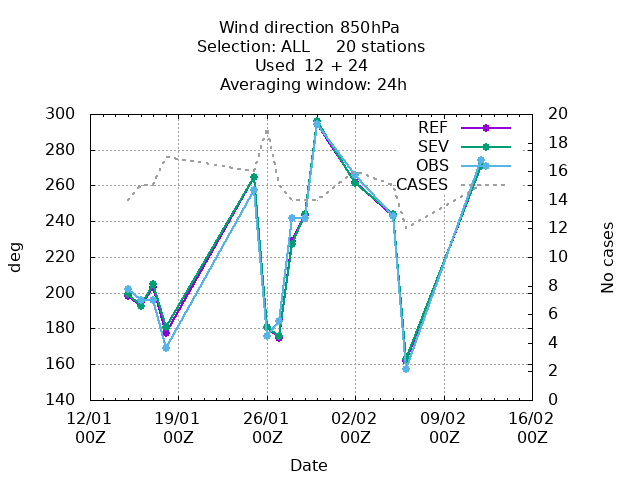 Wind direction 850hPa
Selection: ALL 20 stations
Used 12 + 24
Averaging window: 24h
300 20
REF
18
280 SEV
16
OBS
260 CASES 14
240 12
220 10
deg
No cases
200 8
6
180
4
160
2
140 0
12/01 19/01 26/01 02/02 09/02 16/02
00Z 00Z 00Z 00Z 00Z 00Z
Date